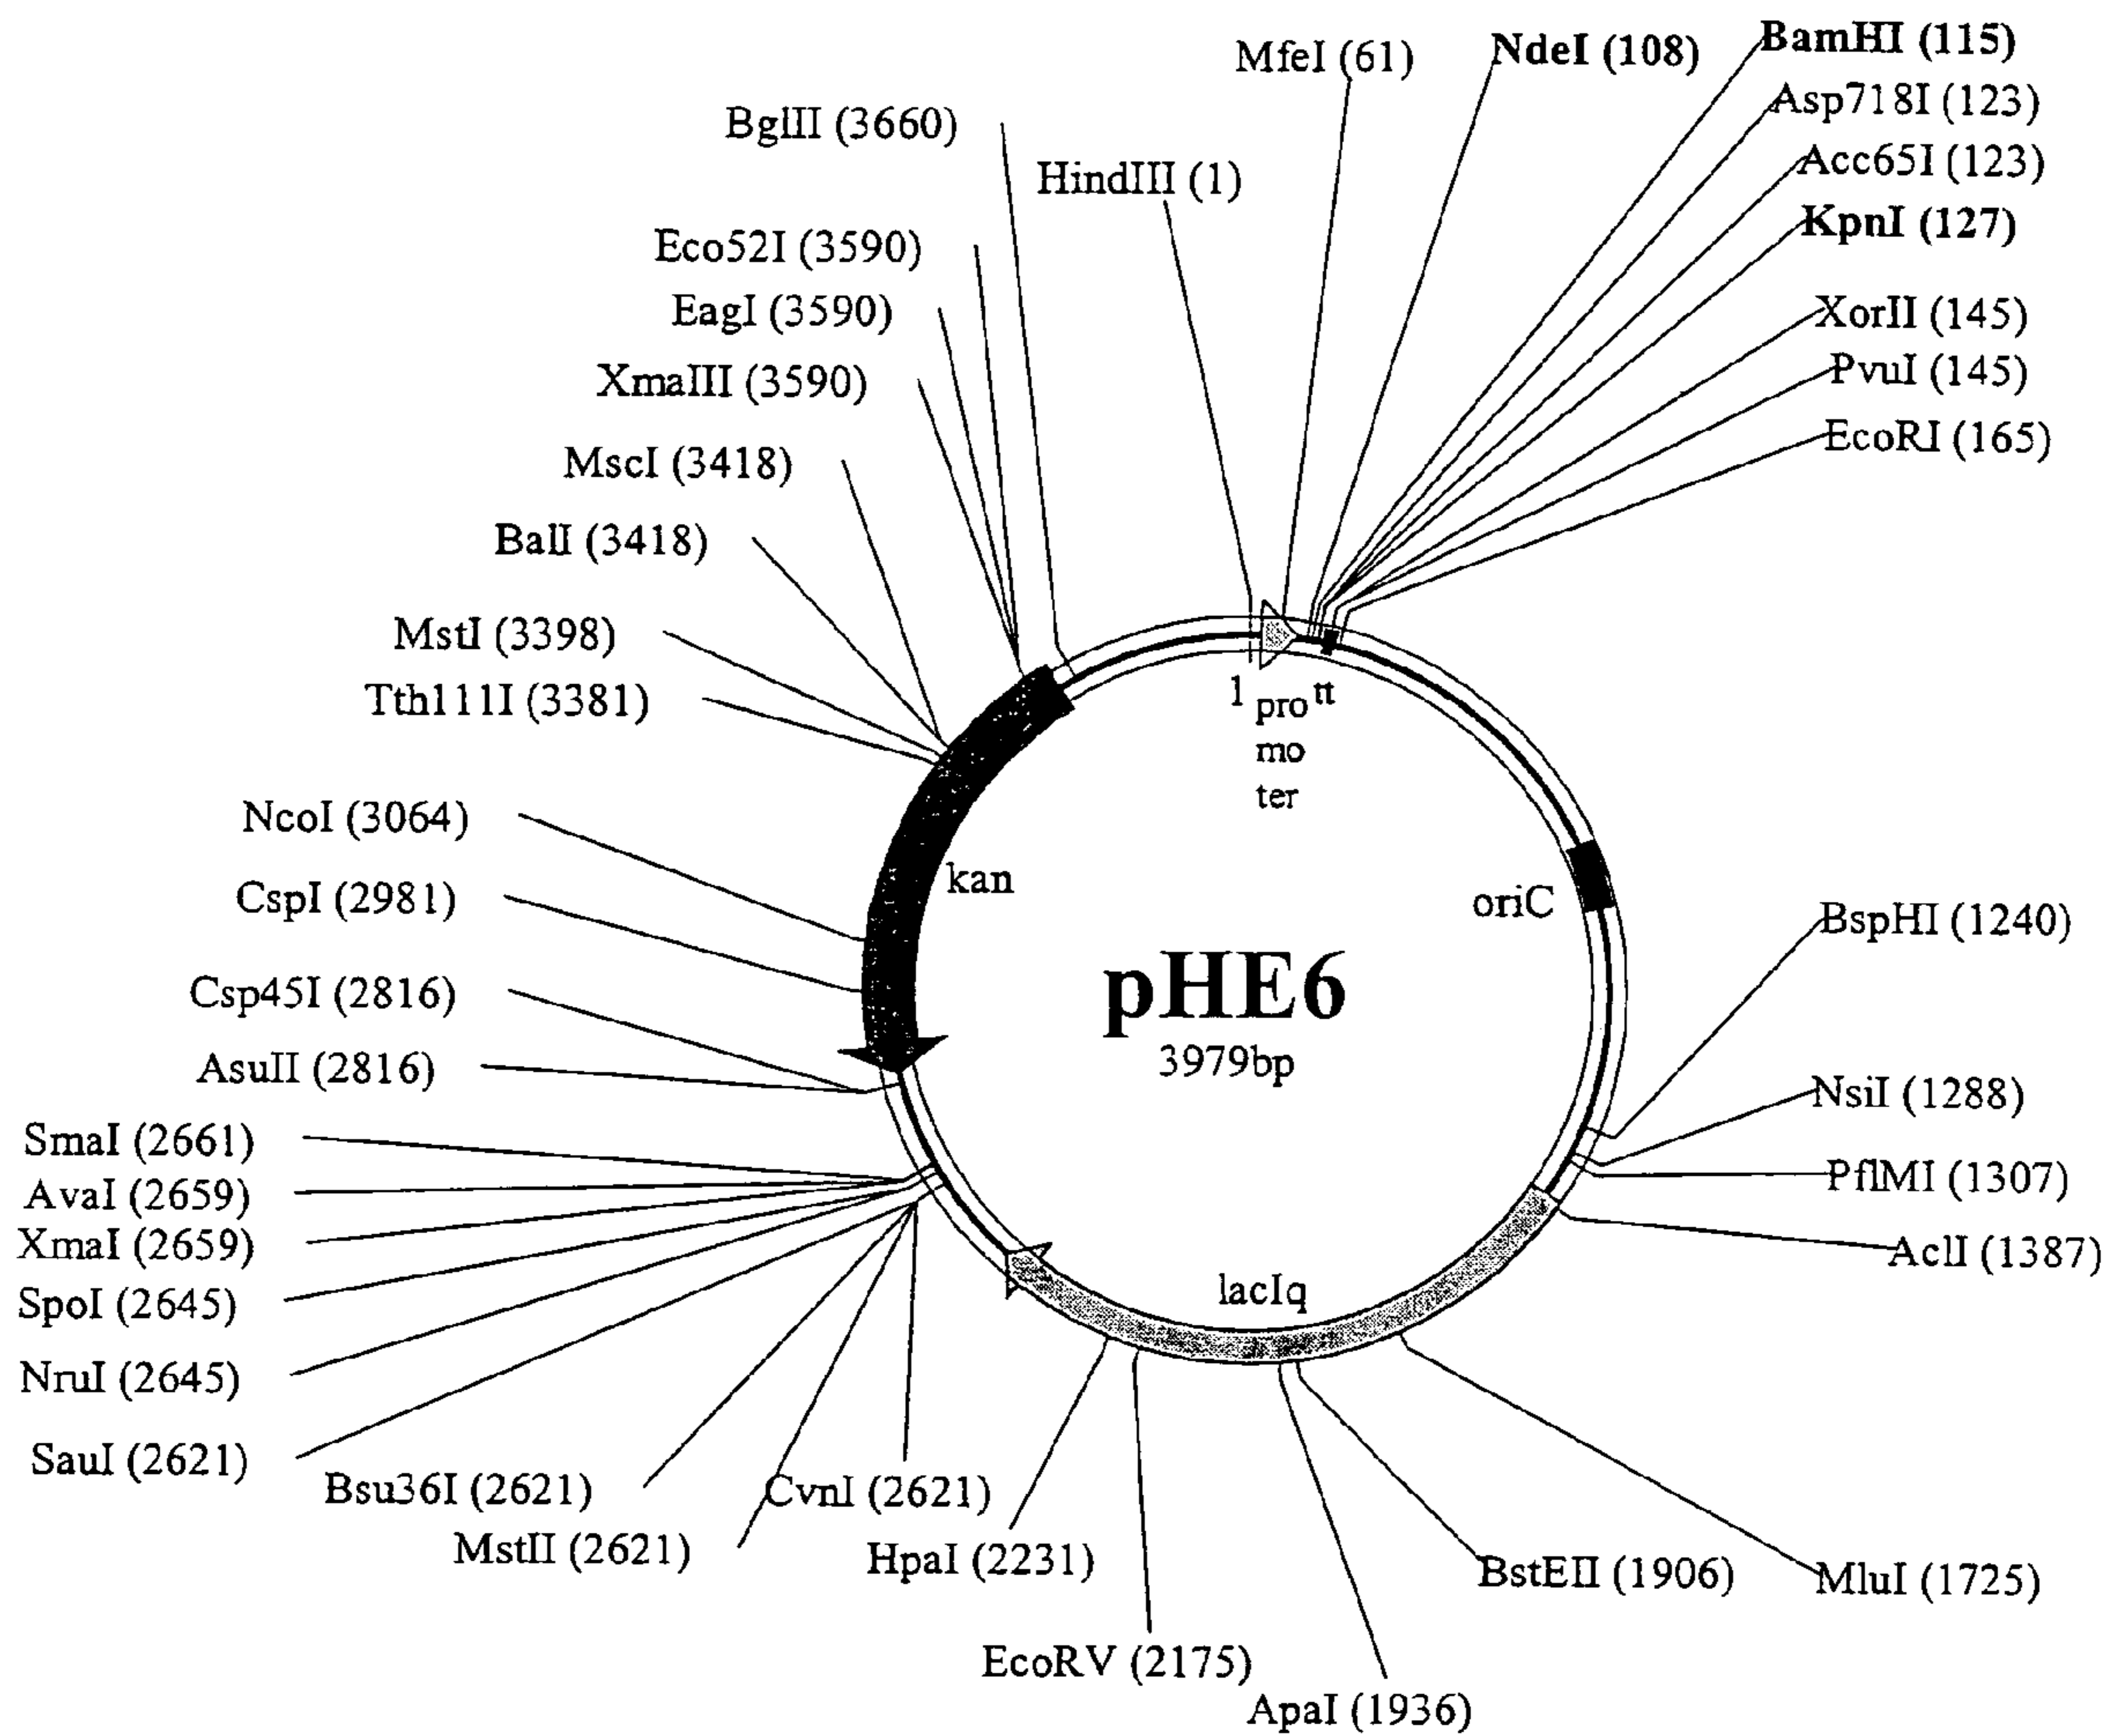 MfeI (61)
NdeI (108)
BamHI (115)
Asp718I (123)
Acc65I (123)
KpnI (127)
XorII (145)
PvuI (145)
EcoRI (165)
BglII (3660)
HindIII (1)
Eco52I (3590)
EagI (3590)
XmaIII (3590)
MscI (3418)
BalI (3418)
MstI (3398)
Tth111I (3381)
NcoI (3064)
CspI (2981)
Csp45I (2816)
AsuII (2816)
SmaI (2661)
AvaI (2659)
XmaI (2659)
SpoI (2645)
NruI (2645)
SauI (2621)
Bsu36I (2621)
MstII (2621)
CvnI (2621)
HpaI (2231)
EcoRV (2175)
ApaI (1936)
BstEII (1906)
MluI (1725)
AclI (1387)
PflMI (1307)
NsiI (1288)
BspHI (1240)
1
pro
mo
ter
tt
kan
oriC
pHE6
3979bp
lacIq